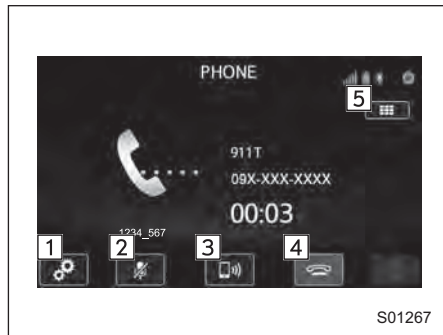 PHONE
5
911T
09X-XXX-XXXX
00:03
1234_567
1 2 3 4
S01267